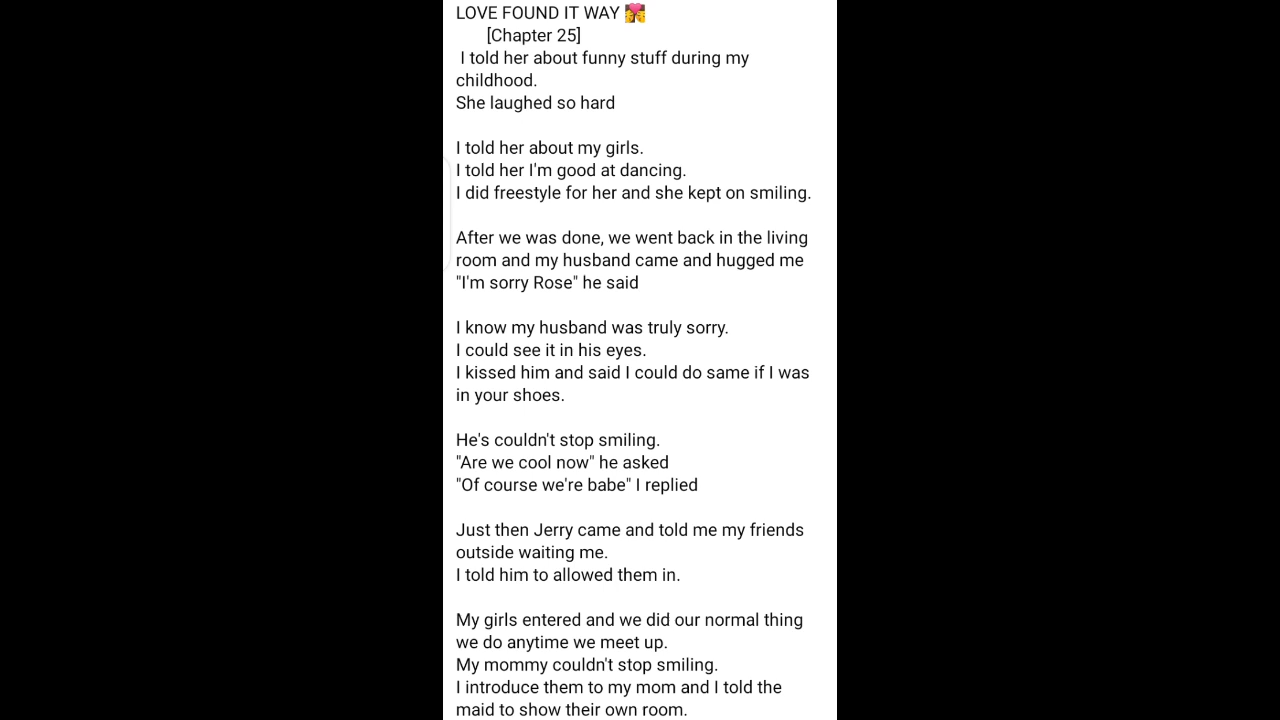 LOVE FOUND IT WAY 💏
[Chapter 25]
I told her about funny stuff during my
childhood.
She laughed so hard
I told her about my girls.
I told her I'm good at dancing.
I did freestyle for her and she kept on smiling.
After we was done, we went back in the living
room and my husband came and hugged me
"I'm sorry Rose" he said
I know my husband was truly sorry.
I could see it in his eyes.
I kissed him and said I could do same if I was
in your shoes.
He's couldn't stop smiling.
"Are we cool now" he asked
"Of course we're babe" I replied
Just then Jerry came and told me my friends
outside waiting me.
I told him to allowed them in.
My girls entered and we did our normal thing
we do anytime we meet up.
My mommy couldn't stop smiling.
I introduce them to my mom and I told the
maid to show their own room.